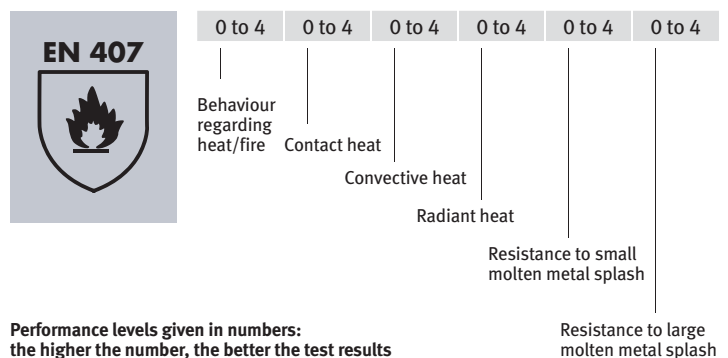 EN 407
0 to 4 0 to 4 0 to 4 0 to 4 0 to 4 0 to 4
Behaviour
regarding
heat/fire
Contact heat
Convective heat
Radiant heat
Resistance to small
molten metal splash
Resistance to large
molten metal splash
Performance levels given in numbers:
the higher the number, the better the test results